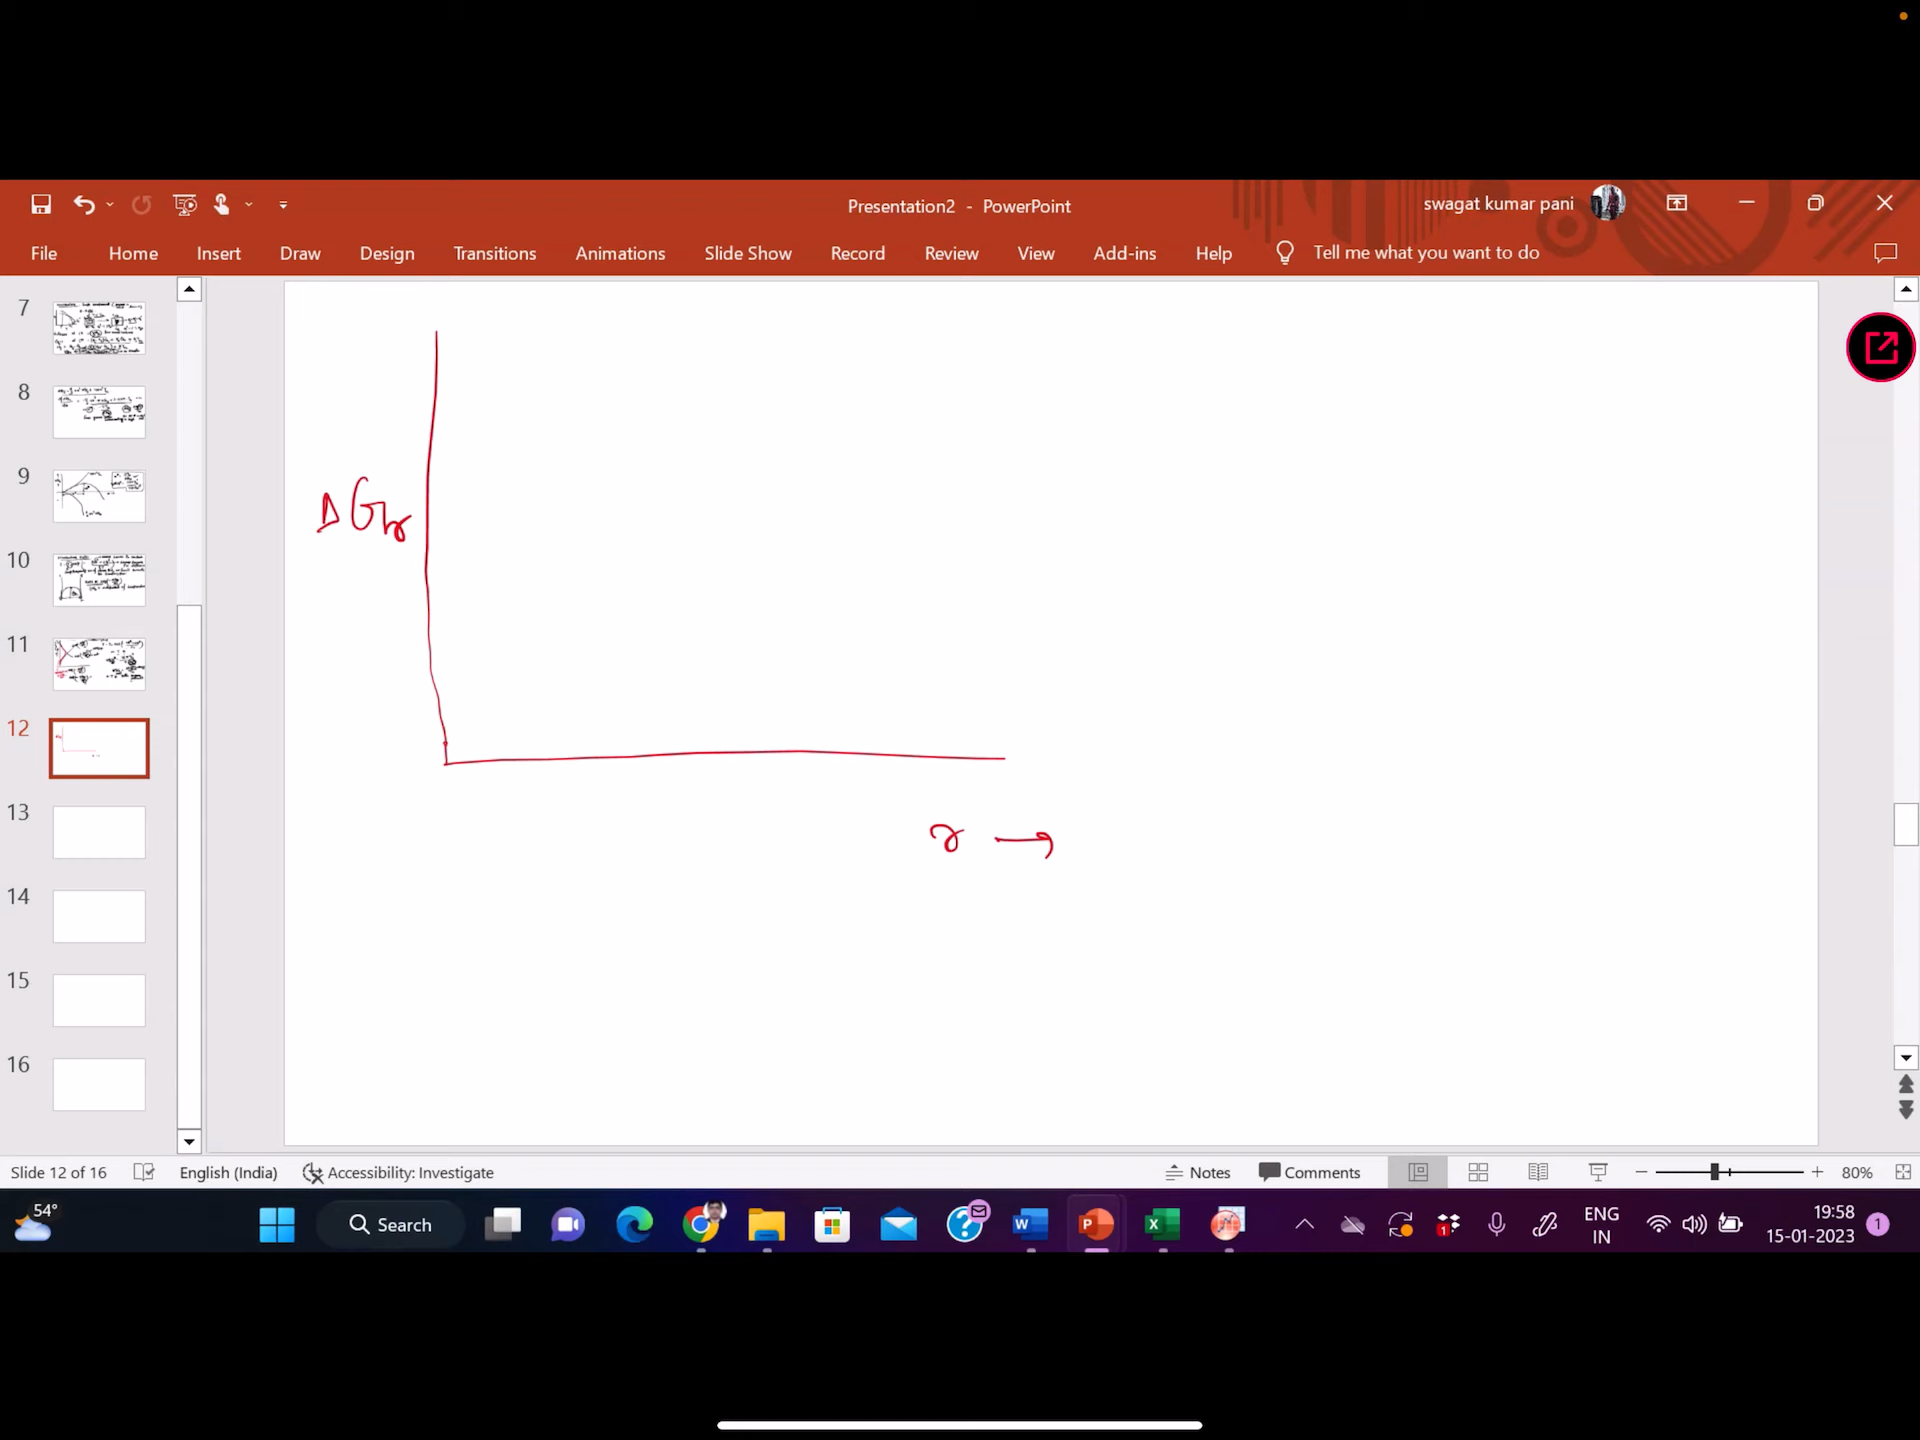 Presentation2 - PowerPoint
swagat kumar pani
File Home Insert Draw Design Transitions Animations Slide Show Record Review View Add-ins Help Tell me what you want to do
7
8
9
10
11
12
13
14
15
16
ΔGr
r →
Slide 12 of 16 English (India) Accessibility: Investigate Notes Comments 80%
54° Search ENG IN 19:58 15-01-2023 1